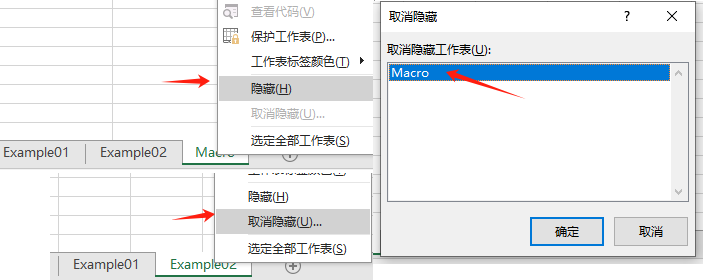 查看代码(V)
保护工作表(P)...
工作表标签颜色(T)
隐藏(H)
取消隐藏(U)...
选定全部工作表(S)
Example01
Example02
Macro
隐藏(H)
取消隐藏(U)...
选定全部工作表(S)
Example01
Example02
取消隐藏
?
取消隐藏工作表(U):
Macro
确定
取消